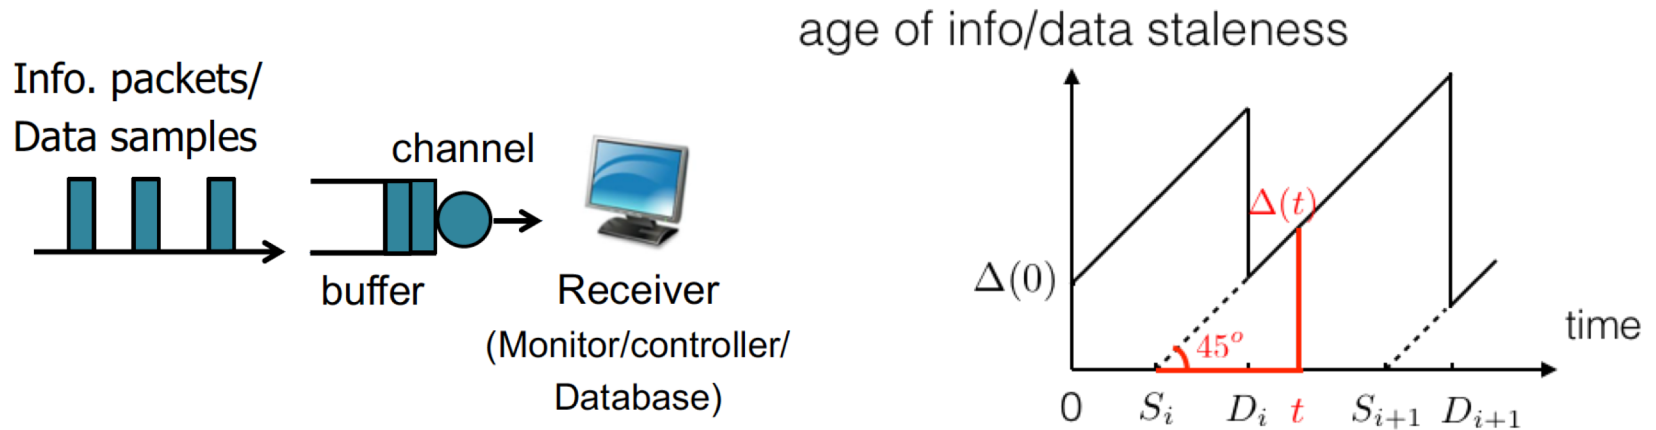 Info. packets/
Data samples
channel
buffer
Receiver
(Monitor/controller/
Database)
age of info/data staleness
Δ(t)
Δ(0)
45°
time
0 S_i D_i t S_{i+1} D_{i+1}